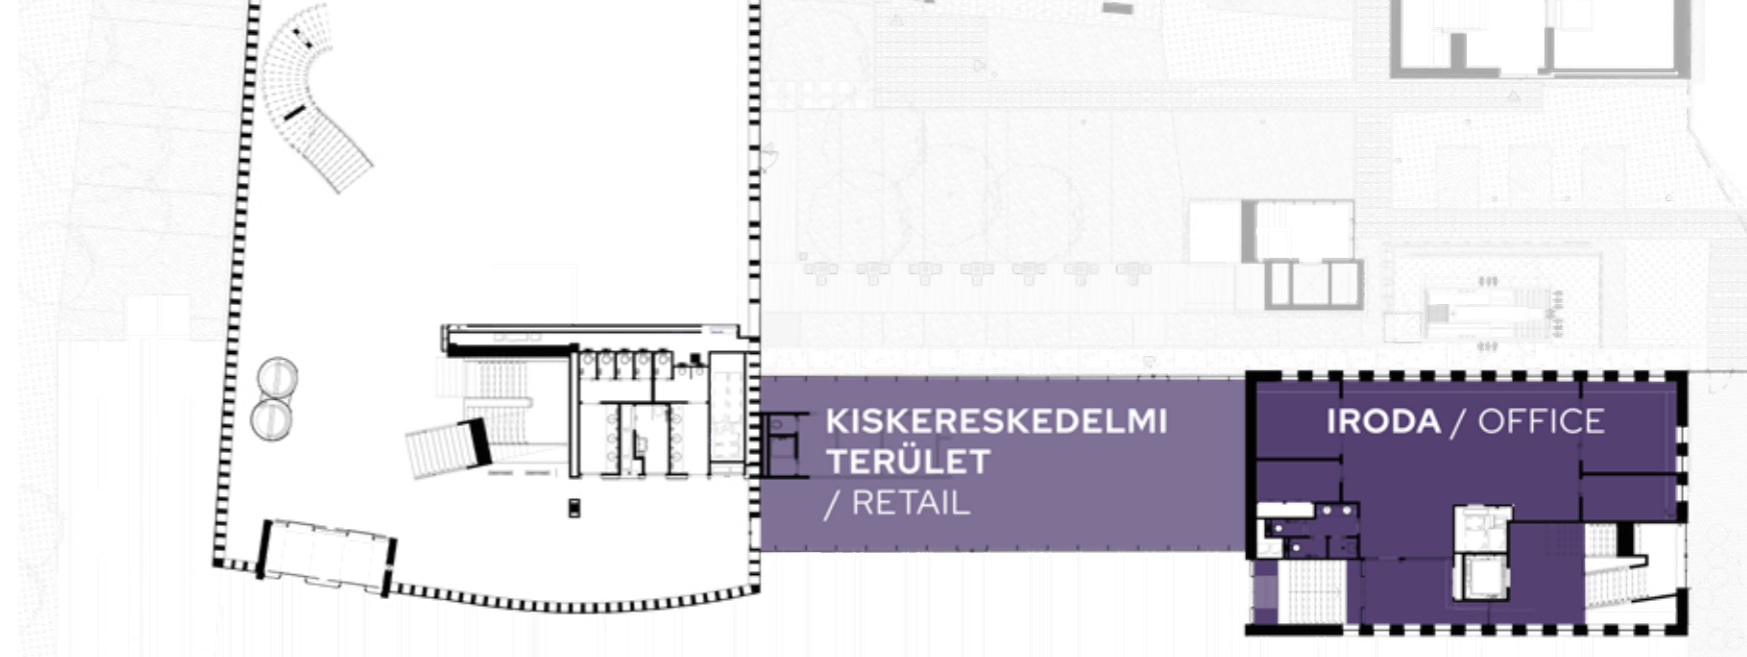 KISKERESKEDELMI
TERÜLET
/ RETAIL
IRODA / OFFICE